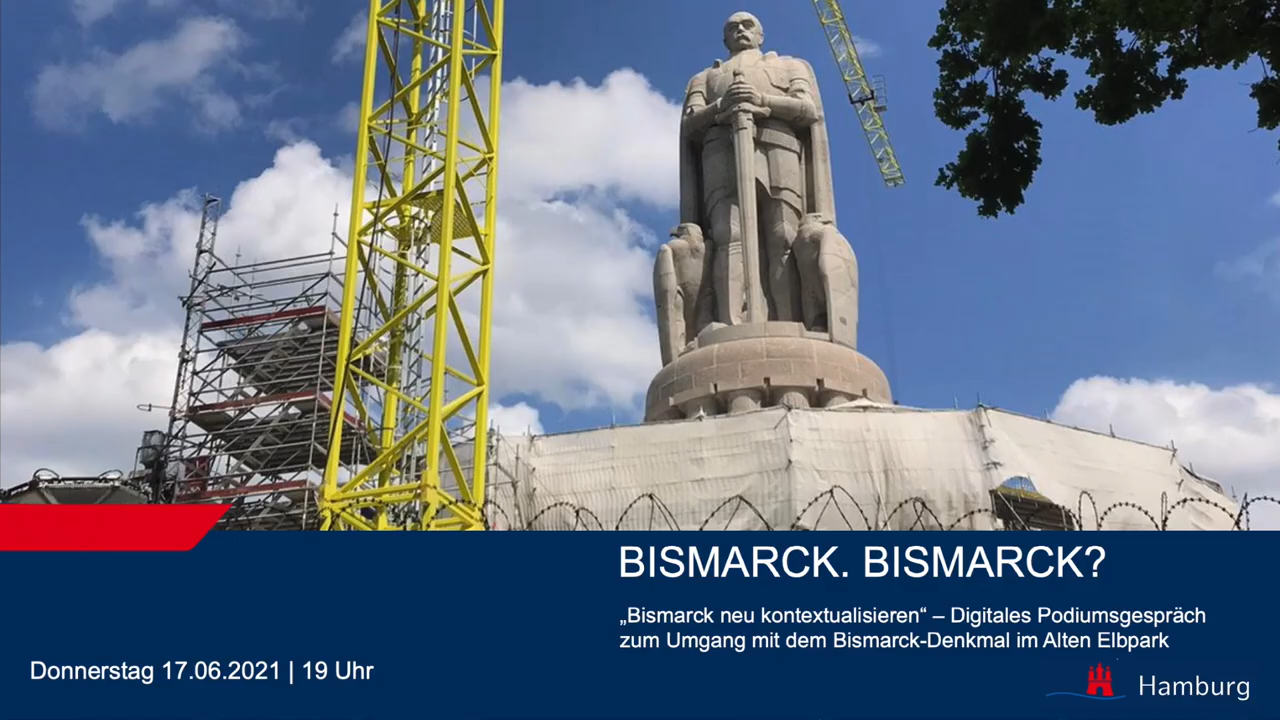 BISMARCK. BISMARCK?
„Bismarck neu kontextualisieren“ – Digitales Podiumsgespräch
zum Umgang mit dem Bismarck-Denkmal im Alten Elbpark
Donnerstag 17.06.2021 | 19 Uhr
Hamburg